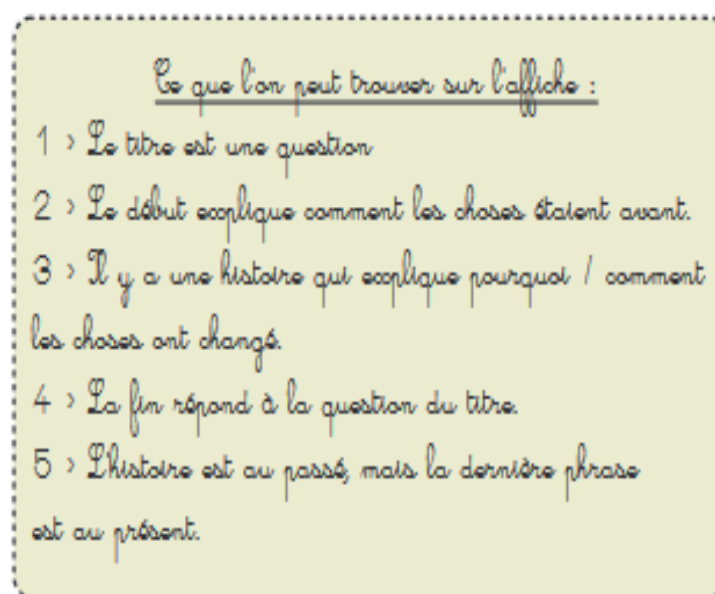 Ce que l'on peut trouver sur l'affiche :
1 > Le titre est une question
2 > Le début explique comment les choses étaient avant.
3 > Il y a une histoire qui explique pourquoi / comment
les choses ont changé.
4 > La fin répond à la question du titre.
5 > L'histoire est au passé, mais la dernière phrase
est au présent.